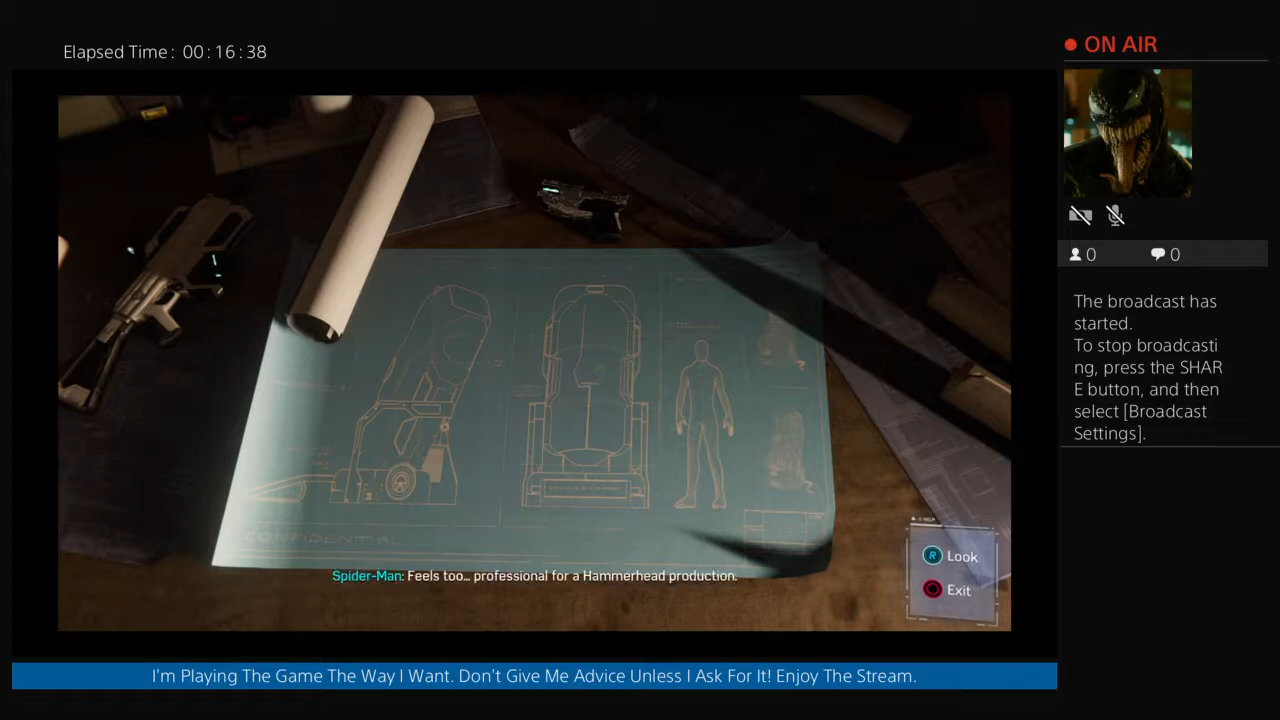 Elapsed Time: 00:16:38
ON AIR
0
0
The broadcast has
started.
To stop broadcasti
ng, press the SHAR
E button, and then
select [Broadcast
Settings].
CONFIDENTIAL
Spider-Man: Feels too... professional for a Hammerhead production.
R Look
Exit
I'm Playing The Game The Way I Want. Don't Give Me Advice Unless I Ask For It! Enjoy The Stream.